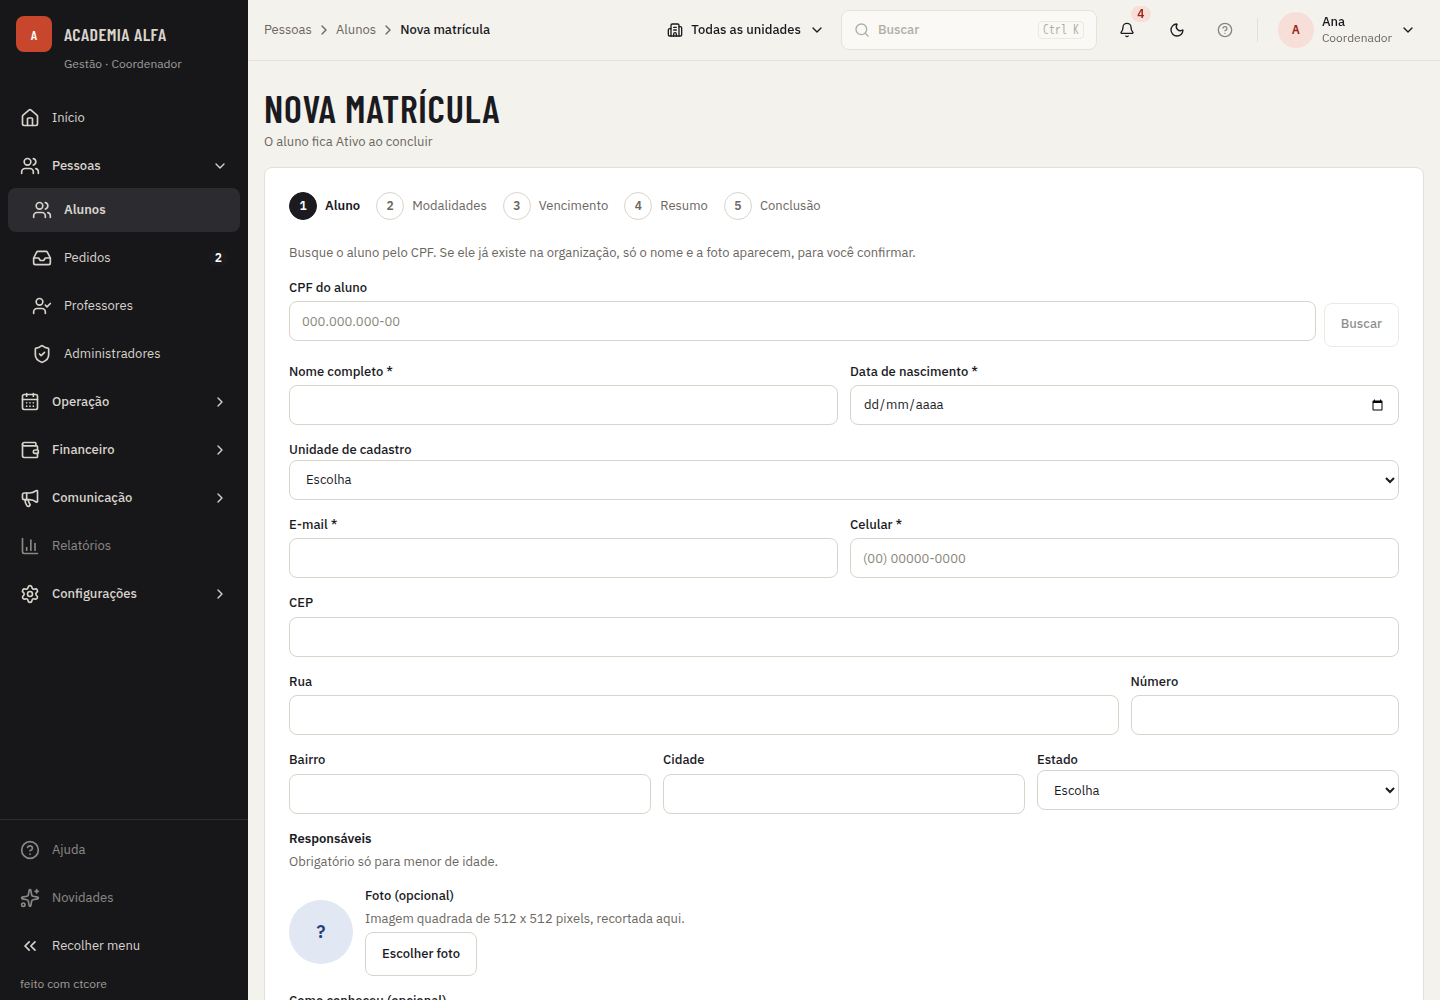 A
ACADEMIA ALFA
Gestão · Coordenador
Início
Pessoas
Alunos
Pedidos
2
Professores
Administradores
Operação
Financeiro
Comunicação
Relatórios
Configurações
Ajuda
Novidades
Recolher menu
feito com ctcore
Pessoas > Alunos > Nova matrícula
Todas as unidades
Buscar
Ctrl K
4
A
Ana
Coordenador
NOVA MATRÍCULA
O aluno fica Ativo ao concluir
1 Aluno 2 Modalidades 3 Vencimento 4 Resumo 5 Conclusão
Busque o aluno pelo CPF. Se ele já existe na organização, só o nome e a foto aparecem, para você confirmar.
CPF do aluno
000.000.000-00
Buscar
Nome completo * Data de nascimento *
dd/mm/aaaa
Unidade de cadastro
Escolha
E-mail * Celular *
(00) 00000-0000
CEP
Rua Número
Bairro Cidade Estado
Escolha
Responsáveis
Obrigatório só para menor de idade.
?
Foto (opcional)
Imagem quadrada de 512 x 512 pixels, recortada aqui.
Escolher foto
Como conheceu (opcional)